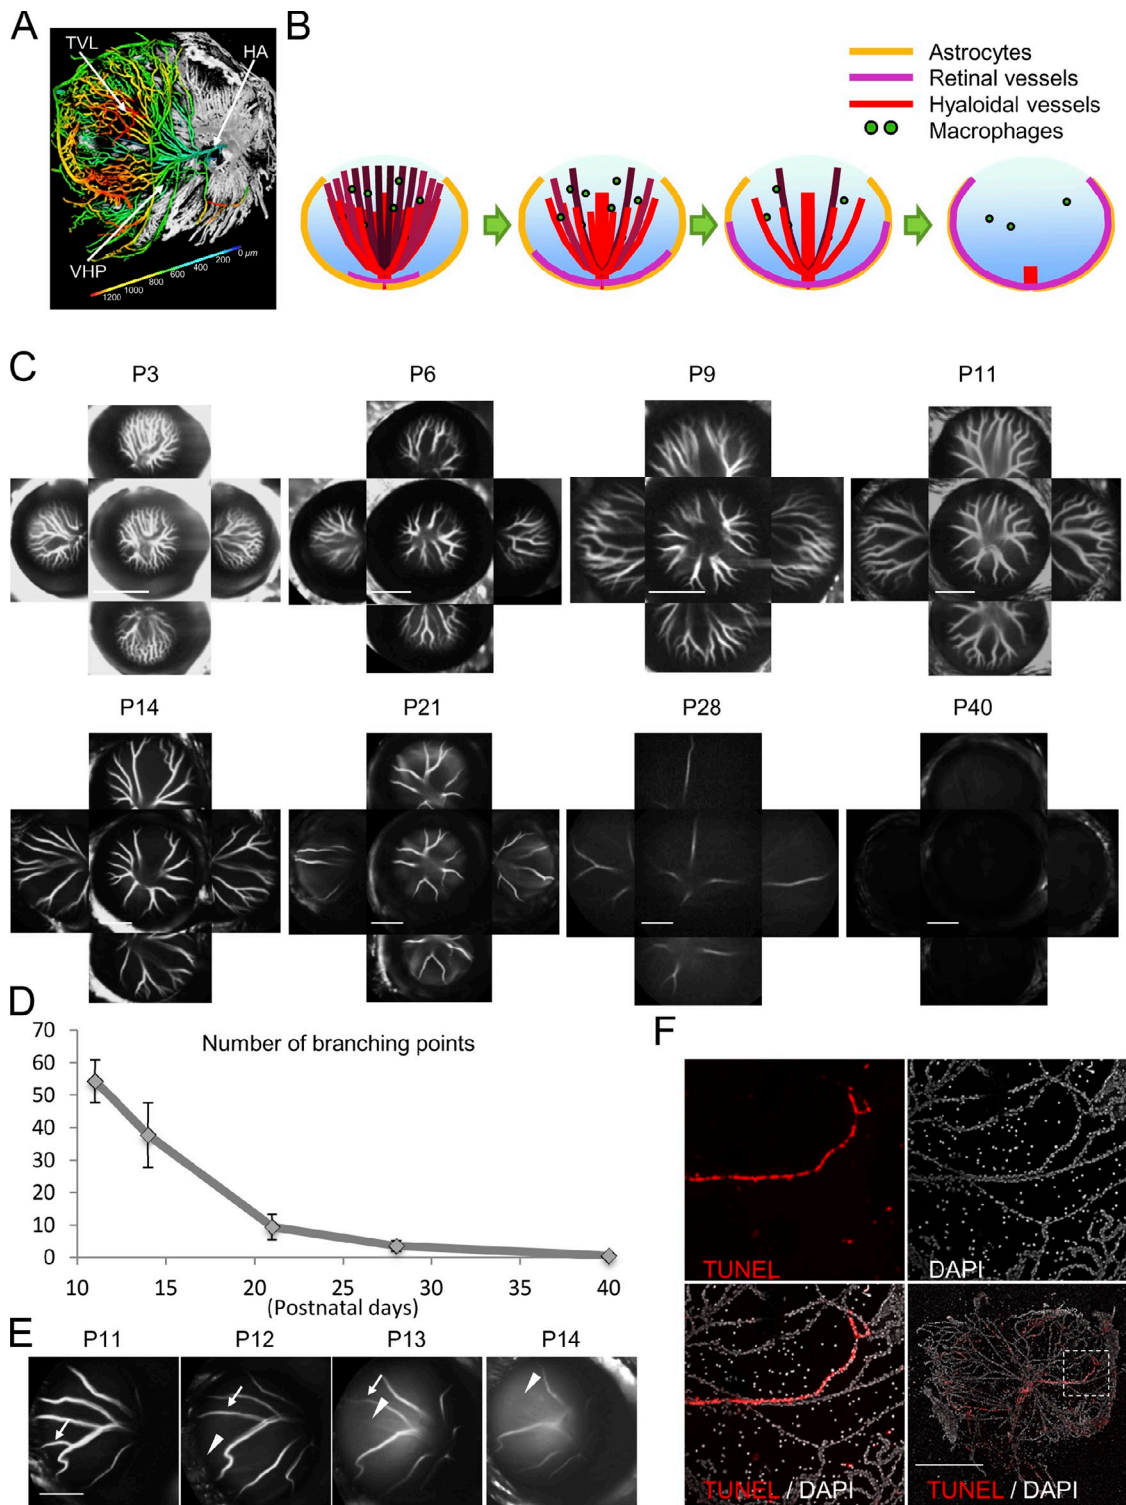 A
TVL
HA
VHP
0 µm
200
400
600
800
1000
1200
B
Astrocytes
Retinal vessels
Hyaloidal vessels
Macrophages
C
P3
P6
P9
P11
P14
P21
P28
P40
D
Number of branching points
70
60
50
40
30
20
10
0
10 15 20 25 30 35 40
(Postnatal days)
E
P11
P12
P13
P14
F
TUNEL
DAPI
TUNEL / DAPI
TUNEL / DAPI